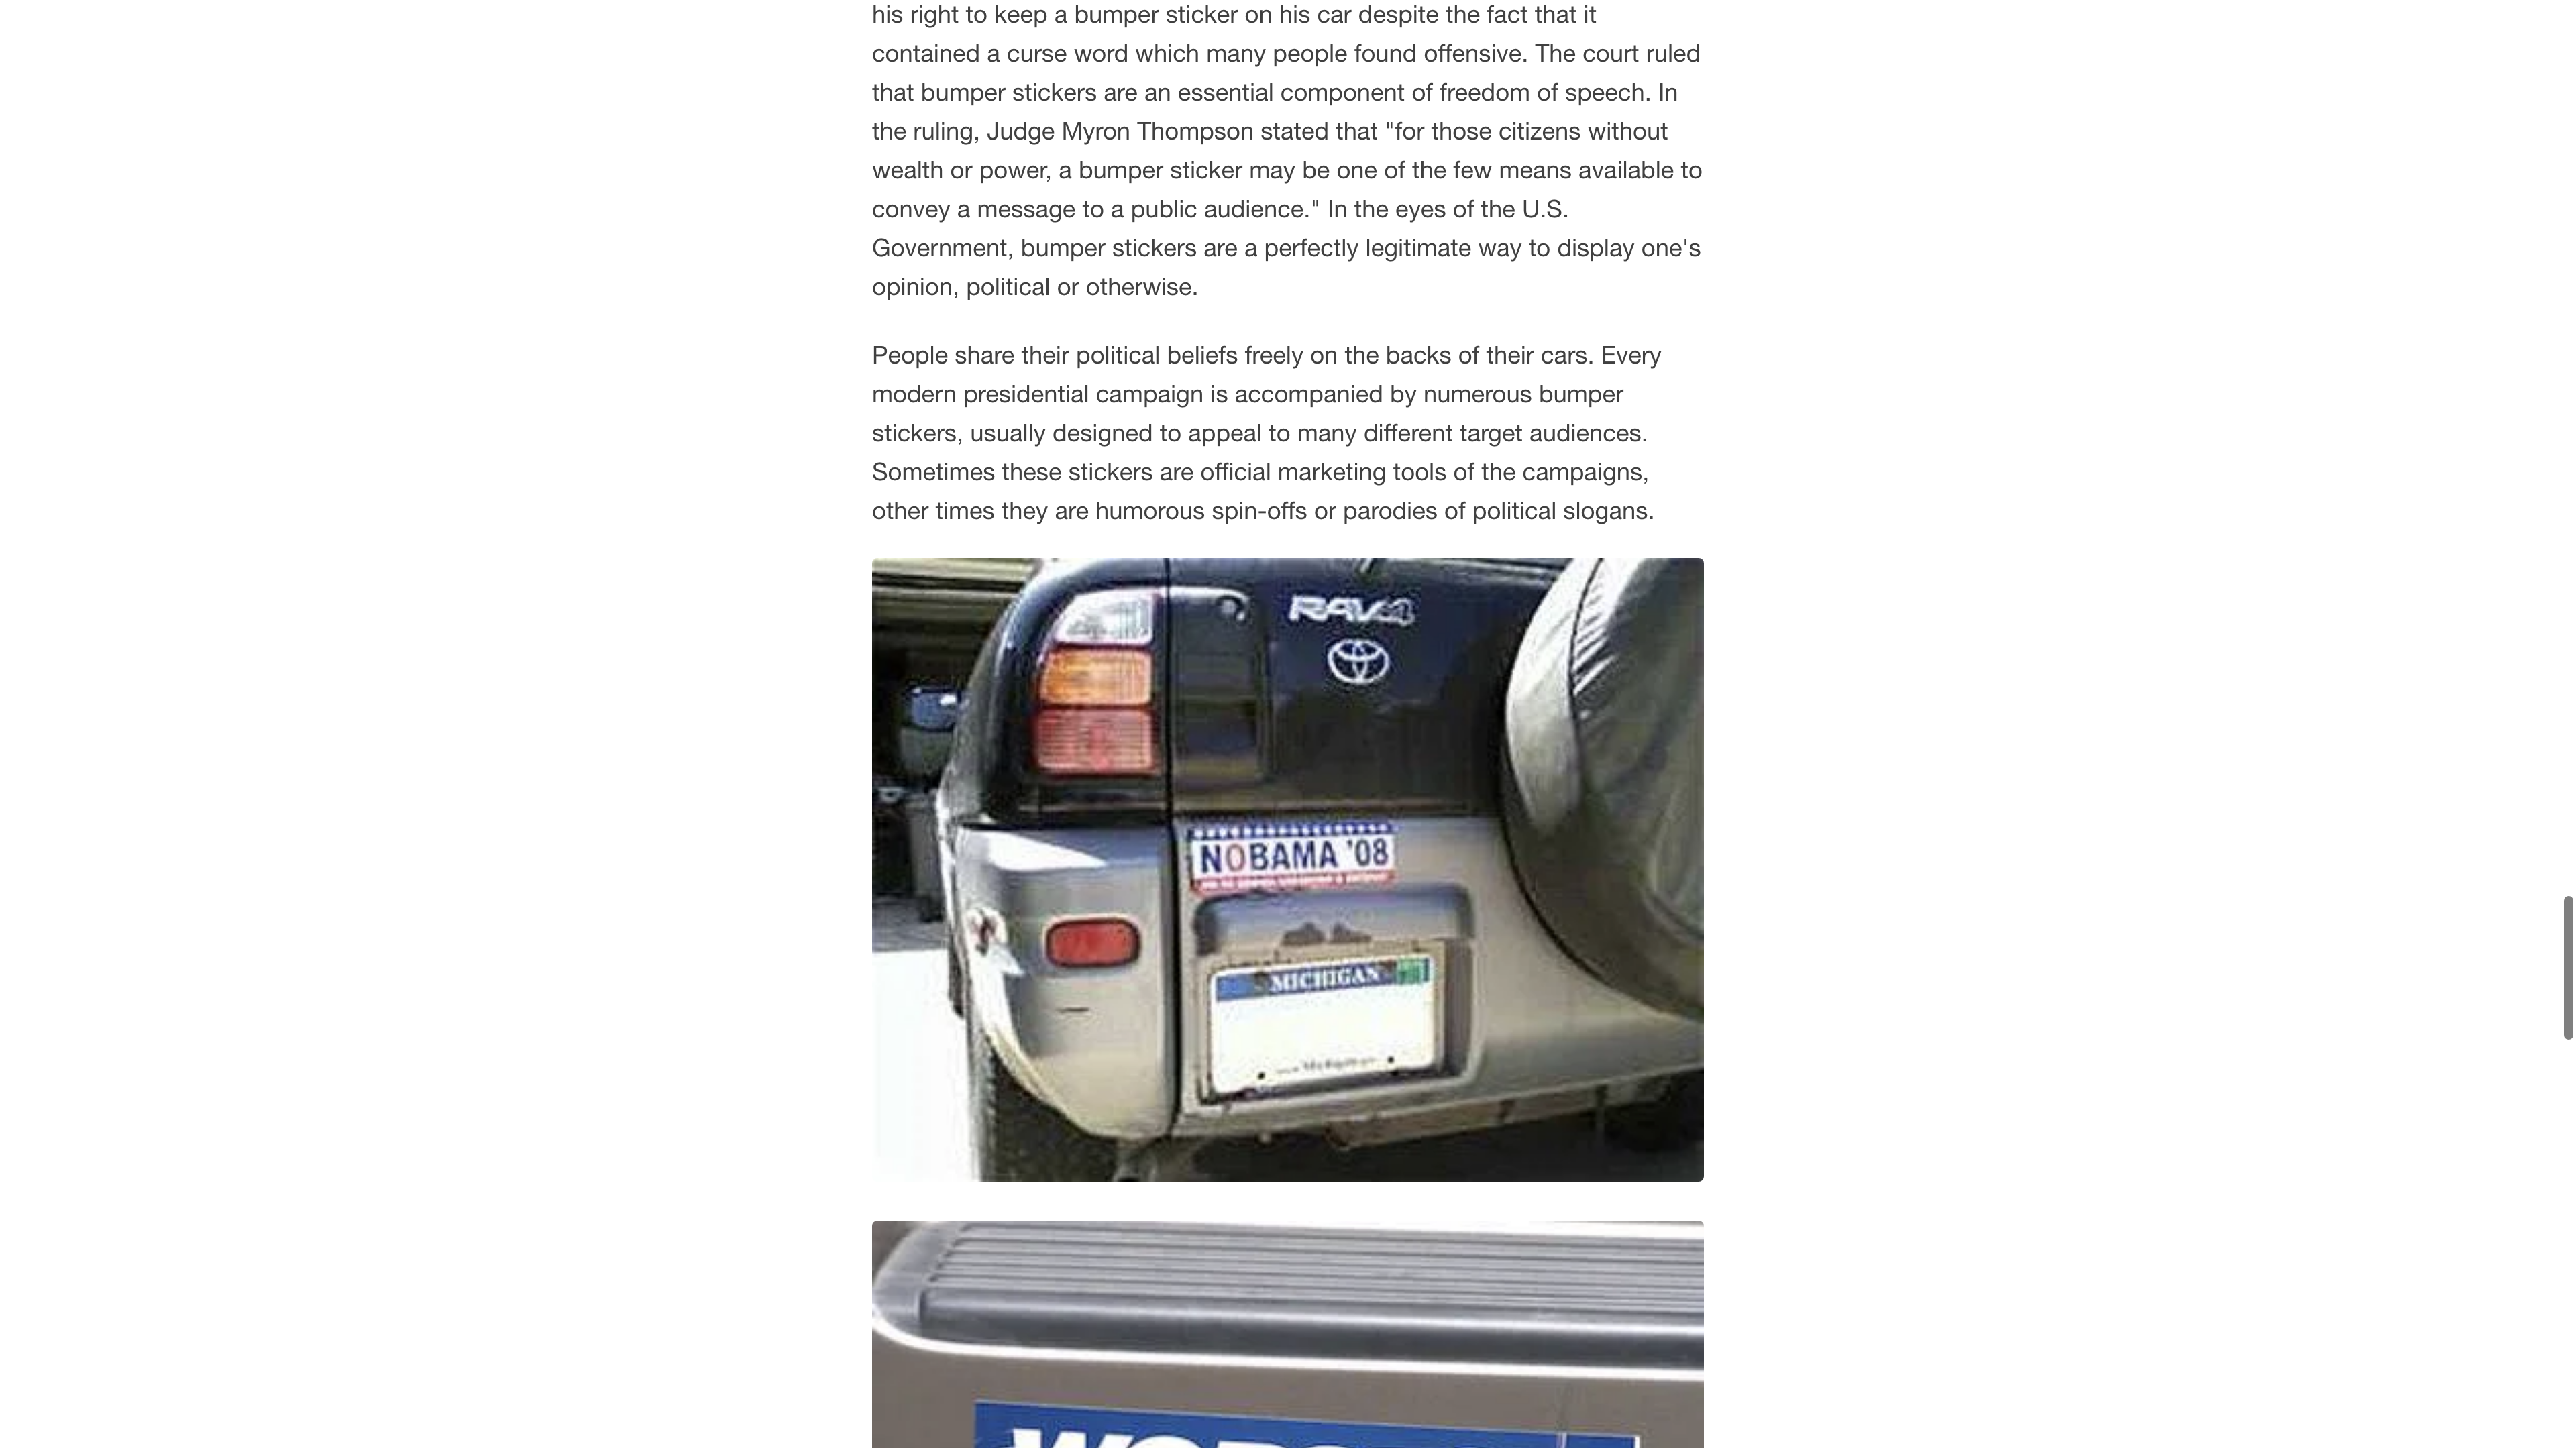 his right to keep a bumper sticker on his car despite the fact that it
contained a curse word which many people found offensive. The court ruled
that bumper stickers are an essential component of freedom of speech. In
the ruling, Judge Myron Thompson stated that "for those citizens without
wealth or power, a bumper sticker may be one of the few means available to
convey a message to a public audience." In the eyes of the U.S.
Government, bumper stickers are a perfectly legitimate way to display one's
opinion, political or otherwise.
People share their political beliefs freely on the backs of their cars. Every
modern presidential campaign is accompanied by numerous bumper
stickers, usually designed to appeal to many different target audiences.
Sometimes these stickers are official marketing tools of the campaigns,
other times they are humorous spin-offs or parodies of political slogans.
RAV4
NOBAMA '08
MICHIGAN